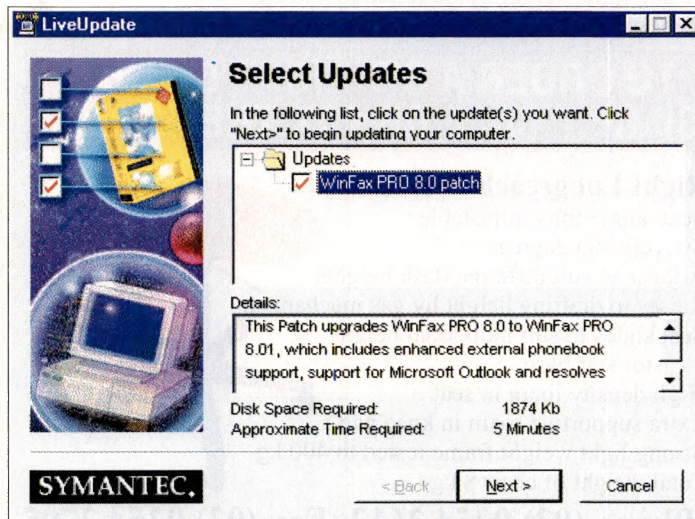 LiveUpdate
Select Updates
In the following list, click on the update(s) you want. Click
"Next>" to begin updating your computer.
Updates
WinFax PRO 8.0 patch
Details:
This Patch upgrades WinFax PRO 8.0 to WinFax PRO
8.01, which includes enhanced external phonebook
support, support for Microsoft Outlook and resolves
Disk Space Required: 1874 Kb
Approximate Time Required: 5 Minutes
SYMANTEC.
< Back
Next >
Cancel